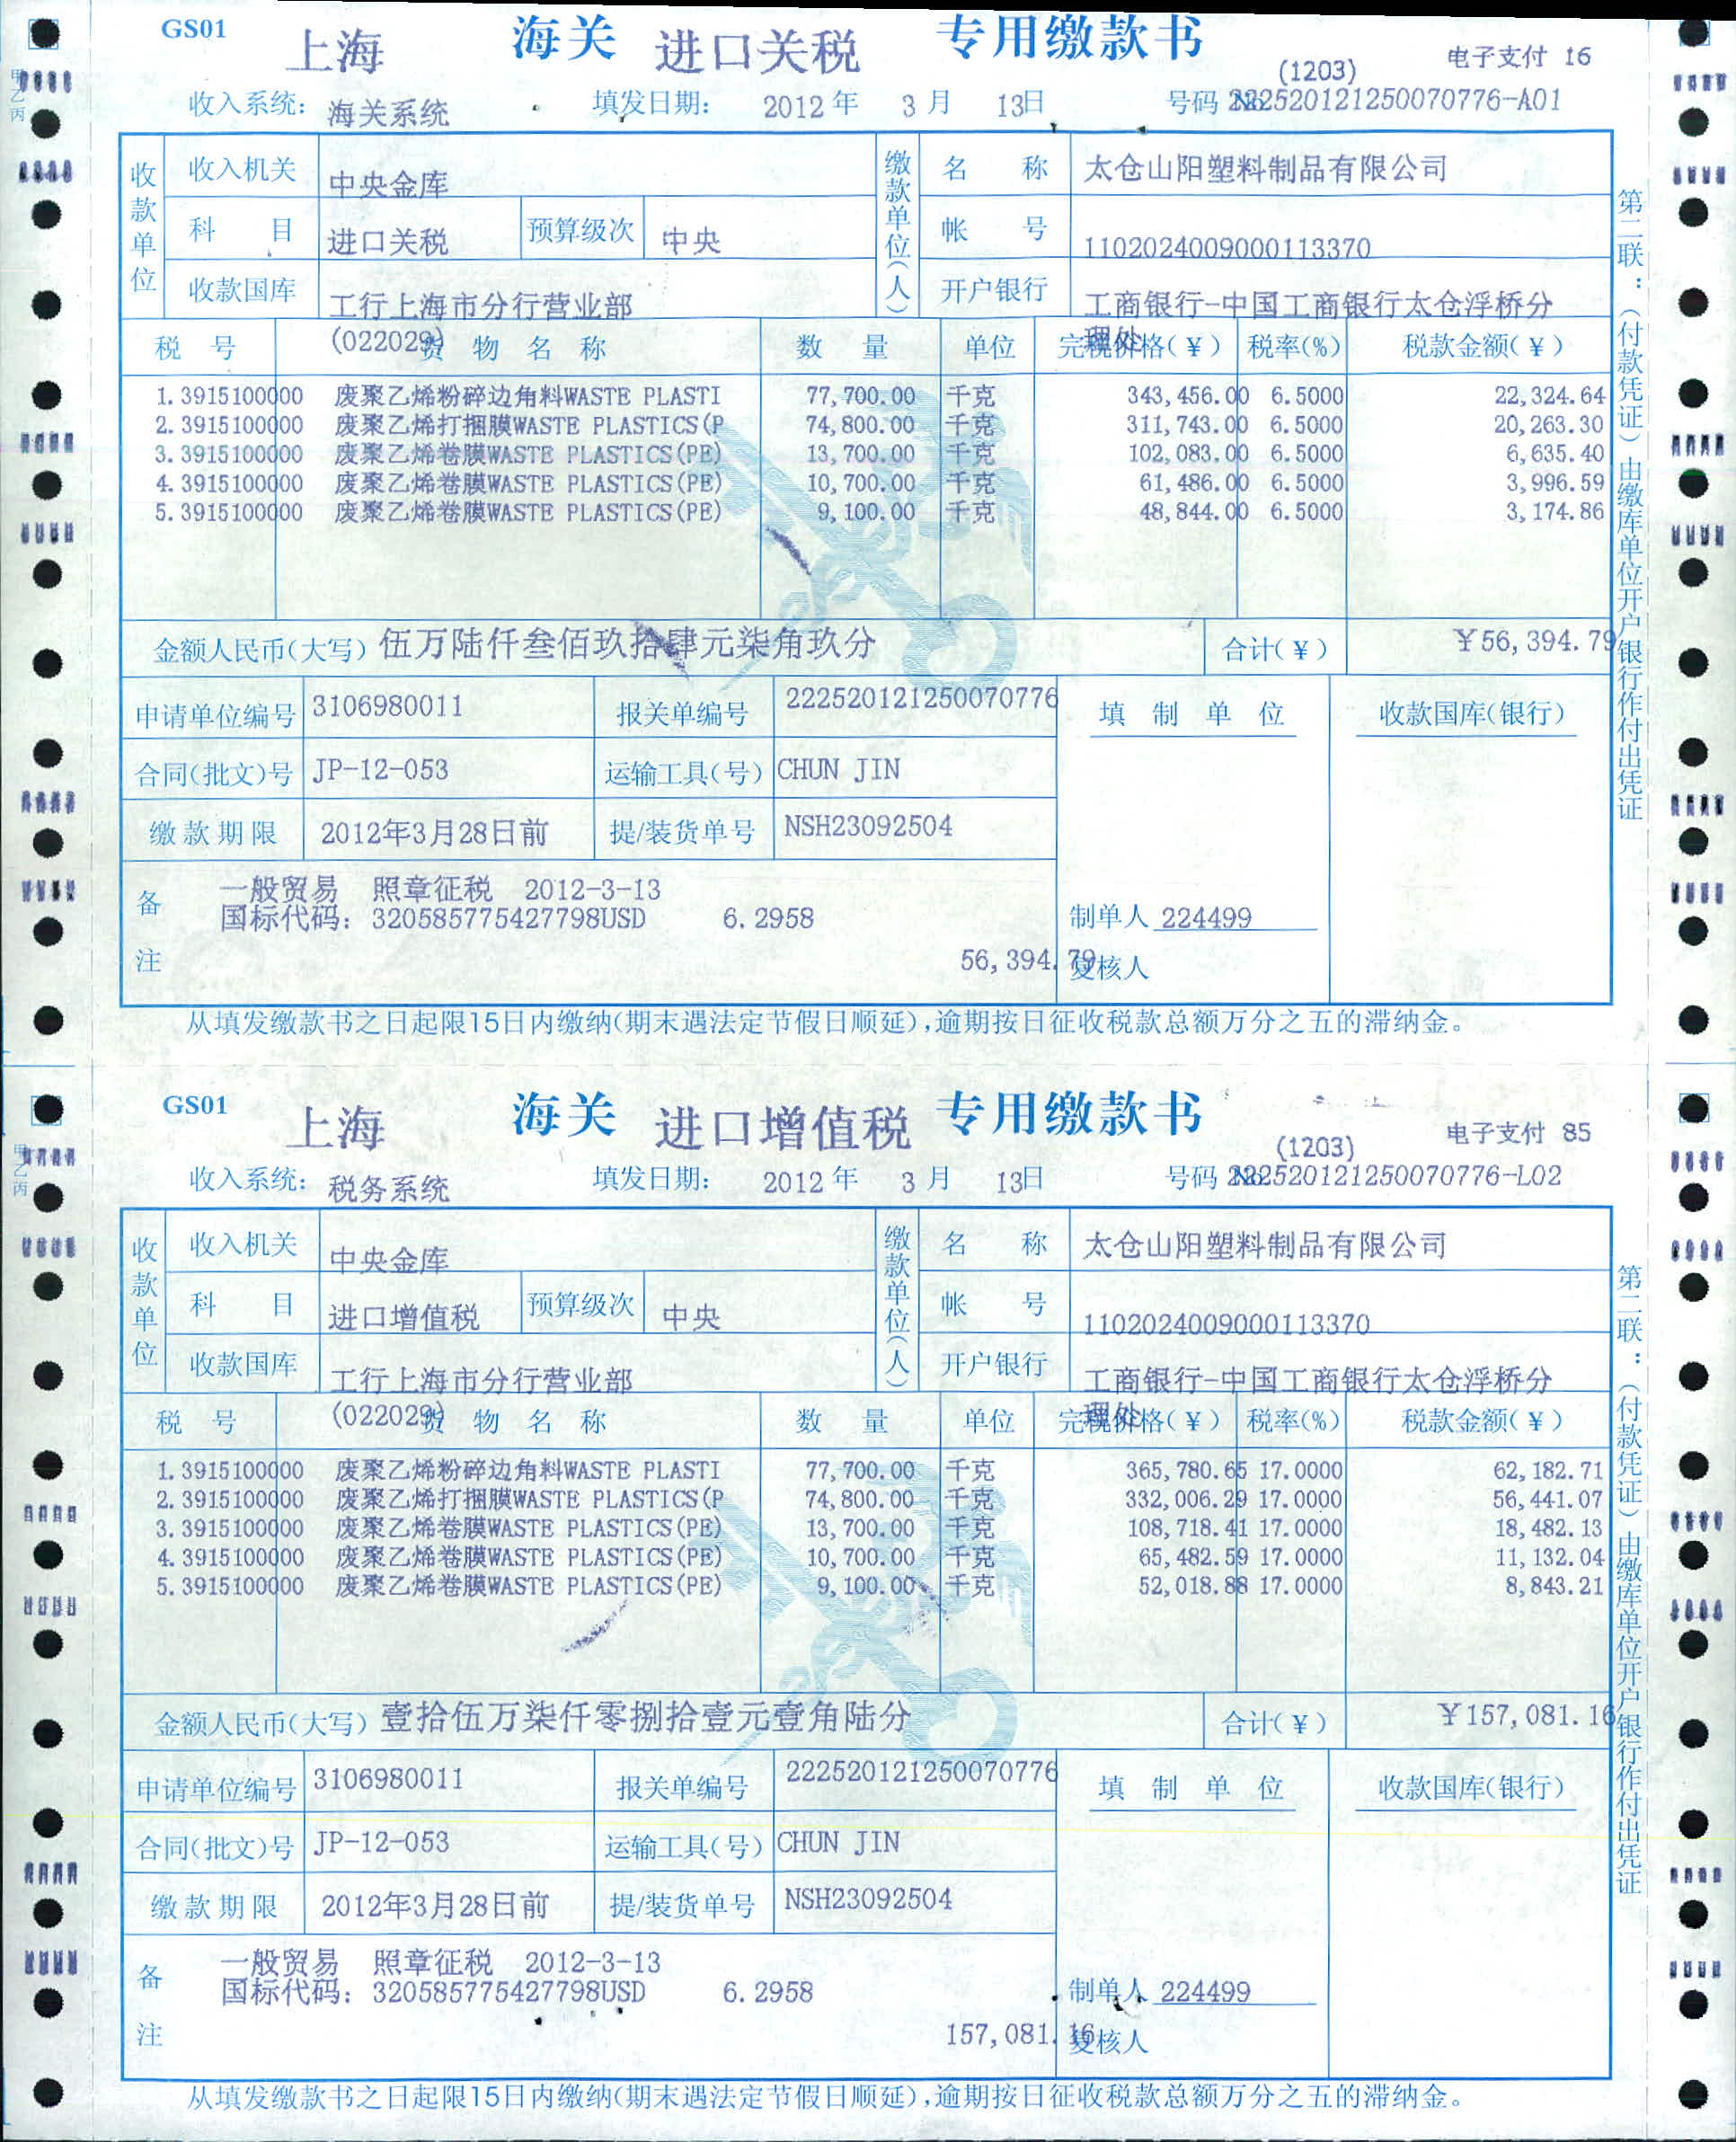 GS01 上海 海关 进口关税 专用缴款书
(1203) 电子支付 16
收入系统: 海关系统 填发日期: 2012 年 3 月 13日 号码 No 222520121250070776-A01
甲乙丙
收款单位 收入机关 中央金库 缴款单位(人) 名 称 太仓山阳塑料制品有限公司
科 目 进口关税 预算级次 中央 帐 号 1102024009000113370
收款国库 工行上海市分行营业部 开户银行 工商银行-中国工商银行太仓浮桥分
(022029) 理处
税 号 货 物 名 称 数 量 单位 完税价格(¥) 税率(%) 税款金额(¥)
1.3915100000 废聚乙烯粉碎边角料WASTE PLASTI 77,700.00 千克 343,456.00 6.5000 22,324.64
2.3915100000 废聚乙烯打捆膜WASTE PLASTICS(P 74,800.00 千克 311,743.00 6.5000 20,263.30
3.3915100000 废聚乙烯卷膜WASTE PLASTICS(PE) 13,700.00 千克 102,083.00 6.5000 6,635.40
4.3915100000 废聚乙烯卷膜WASTE PLASTICS(PE) 10,700.00 千克 61,486.00 6.5000 3,996.59
5.3915100000 废聚乙烯卷膜WASTE PLASTICS(PE) 9,100.00 千克 48,844.00 6.5000 3,174.86
金额人民币(大写) 伍万陆仟叁佰玖拾肆元柒角玖分 合计(¥) ¥56,394.79
申请单位编号 3106980011 报关单编号 222520121250070776 填 制 单 位 收款国库(银行)
合同(批文)号 JP-12-053 运输工具(号) CHUN JIN
缴款期限 2012年3月28日前 提/装货单号 NSH23092504
备注 一般贸易 照章征税 2012-3-13
国标代码: 320585775427798USD 6.2958 制单人 224499
56,394.79 复核人
第二联:(付款凭证)由缴库单位开户银行作付出凭证
从填发缴款书之日起限15日内缴纳(期末遇法定节假日顺延),逾期按日征收税款总额万分之五的滞纳金。
GS01 上海 海关 进口增值税 专用缴款书
(1203) 电子支付 85
收入系统: 税务系统 填发日期: 2012 年 3 月 13日 号码 No 222520121250070776-L02
甲乙丙
收款单位 收入机关 中央金库 缴款单位(人) 名 称 太仓山阳塑料制品有限公司
科 目 进口增值税 预算级次 中央 帐 号 1102024009000113370
收款国库 工行上海市分行营业部 开户银行 工商银行-中国工商银行太仓浮桥分
(022029) 理处
税 号 货 物 名 称 数 量 单位 完税价格(¥) 税率(%) 税款金额(¥)
1.3915100000 废聚乙烯粉碎边角料WASTE PLASTI 77,700.00 千克 365,780.65 17.0000 62,182.71
2.3915100000 废聚乙烯打捆膜WASTE PLASTICS(P 74,800.00 千克 332,006.29 17.0000 56,441.07
3.3915100000 废聚乙烯卷膜WASTE PLASTICS(PE) 13,700.00 千克 108,718.41 17.0000 18,482.13
4.3915100000 废聚乙烯卷膜WASTE PLASTICS(PE) 10,700.00 千克 65,482.59 17.0000 11,132.04
5.3915100000 废聚乙烯卷膜WASTE PLASTICS(PE) 9,100.00 千克 52,018.88 17.0000 8,843.21
金额人民币(大写) 壹拾伍万柒仟零捌拾壹元壹角陆分 合计(¥) ¥157,081.16
申请单位编号 3106980011 报关单编号 222520121250070776 填 制 单 位 收款国库(银行)
合同(批文)号 JP-12-053 运输工具(号) CHUN JIN
缴款期限 2012年3月28日前 提/装货单号 NSH23092504
备注 一般贸易 照章征税 2012-3-13
国标代码: 320585775427798USD 6.2958 制单人 224499
157,081.16 复核人
第二联:(付款凭证)由缴库单位开户银行作付出凭证
从填发缴款书之日起限15日内缴纳(期末遇法定节假日顺延),逾期按日征收税款总额万分之五的滞纳金。